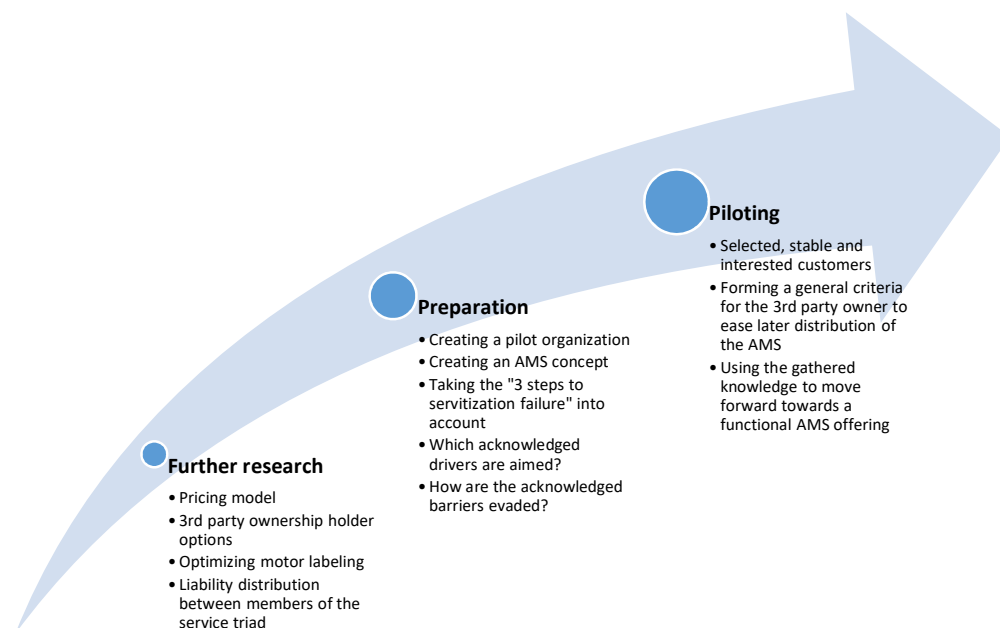 Further research
• Pricing model
• 3rd party ownership holder
options
• Optimizing motor labeling
• Liability distribution
between members of the
service triad
Preparation
• Creating a pilot organization
• Creating an AMS concept
• Taking the "3 steps to
servitization failure" into
account
• Which acknowledged
drivers are aimed?
• How are the acknowledged
barriers evaded?
Piloting
• Selected, stable and
interested customers
• Forming a general criteria
for the 3rd party owner to
ease later distribution of
the AMS
• Using the gathered
knowledge to move
forward towards a
functional AMS offering